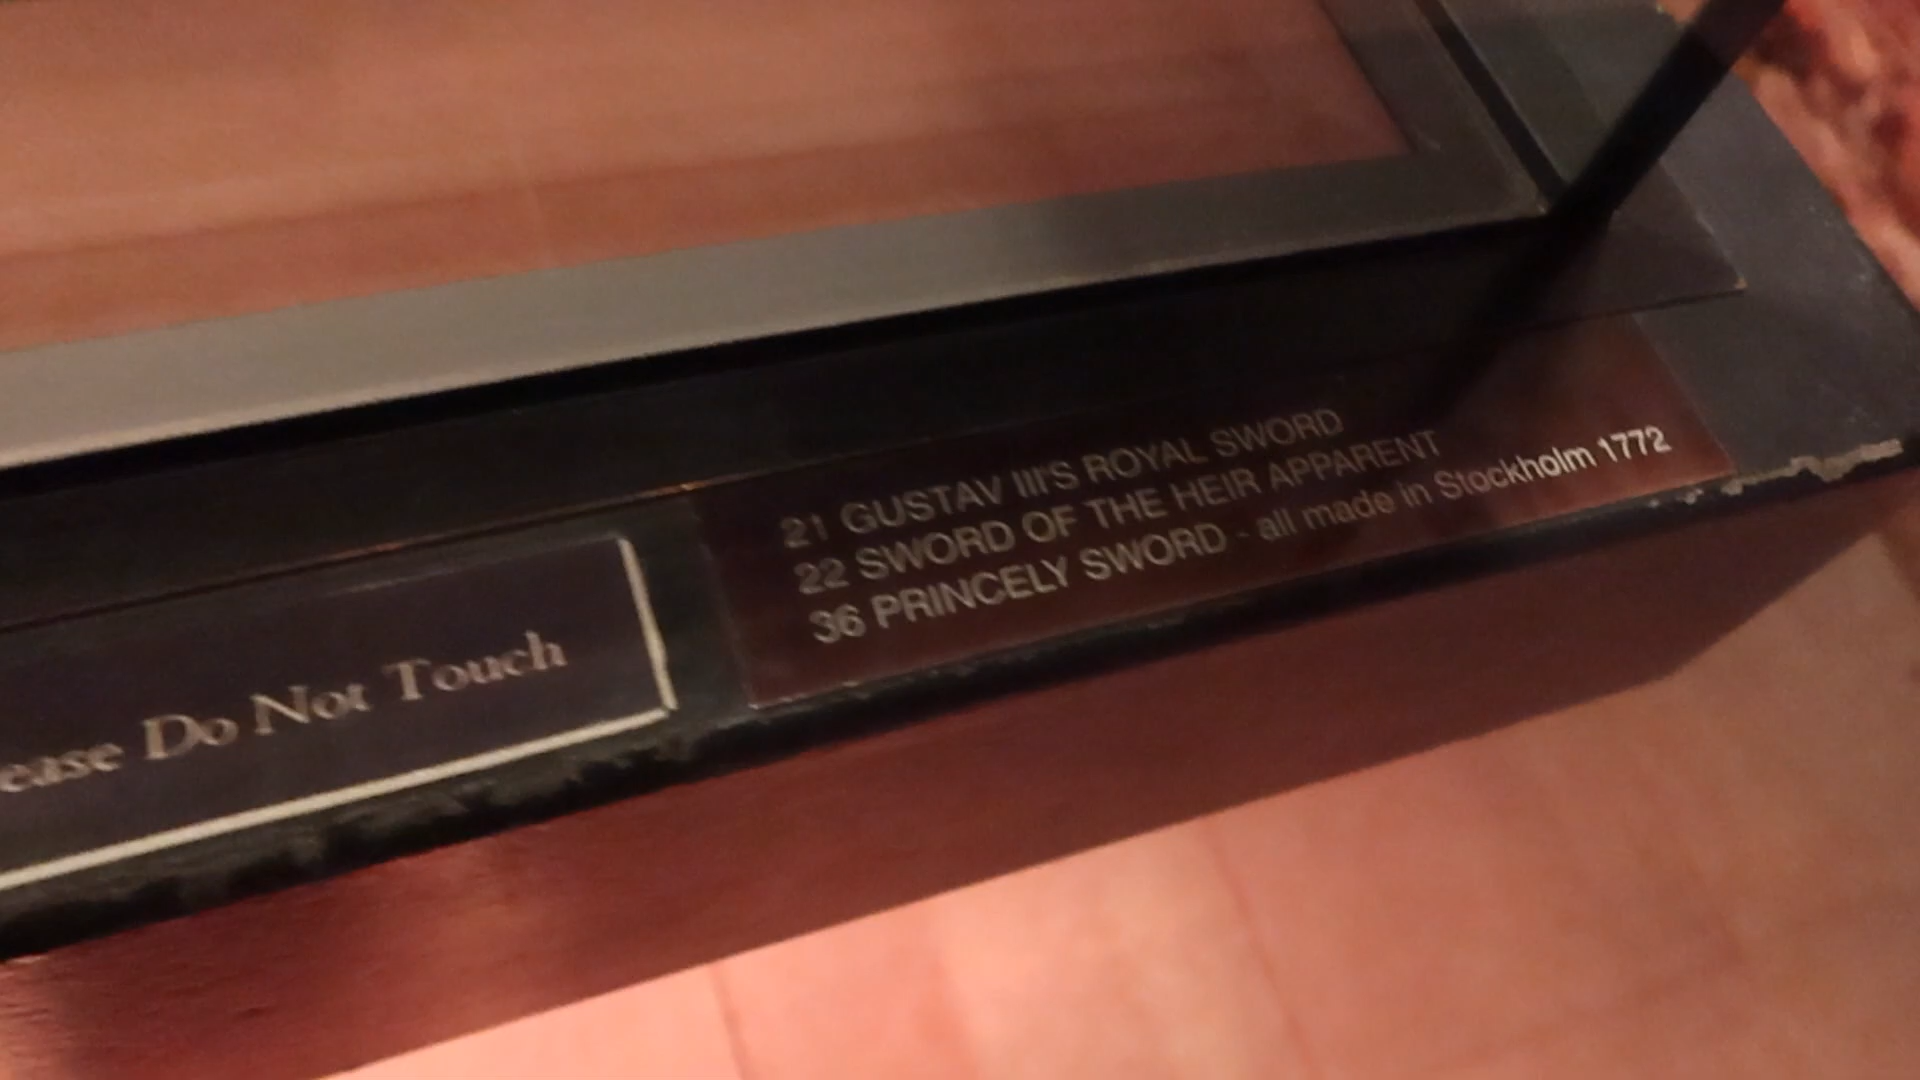 21 GUSTAV III'S ROYAL SWORD
22 SWORD OF THE HEIR APPARENT
36 PRINCELY SWORD - all made in Stockholm 1772
ease Do Not Touch